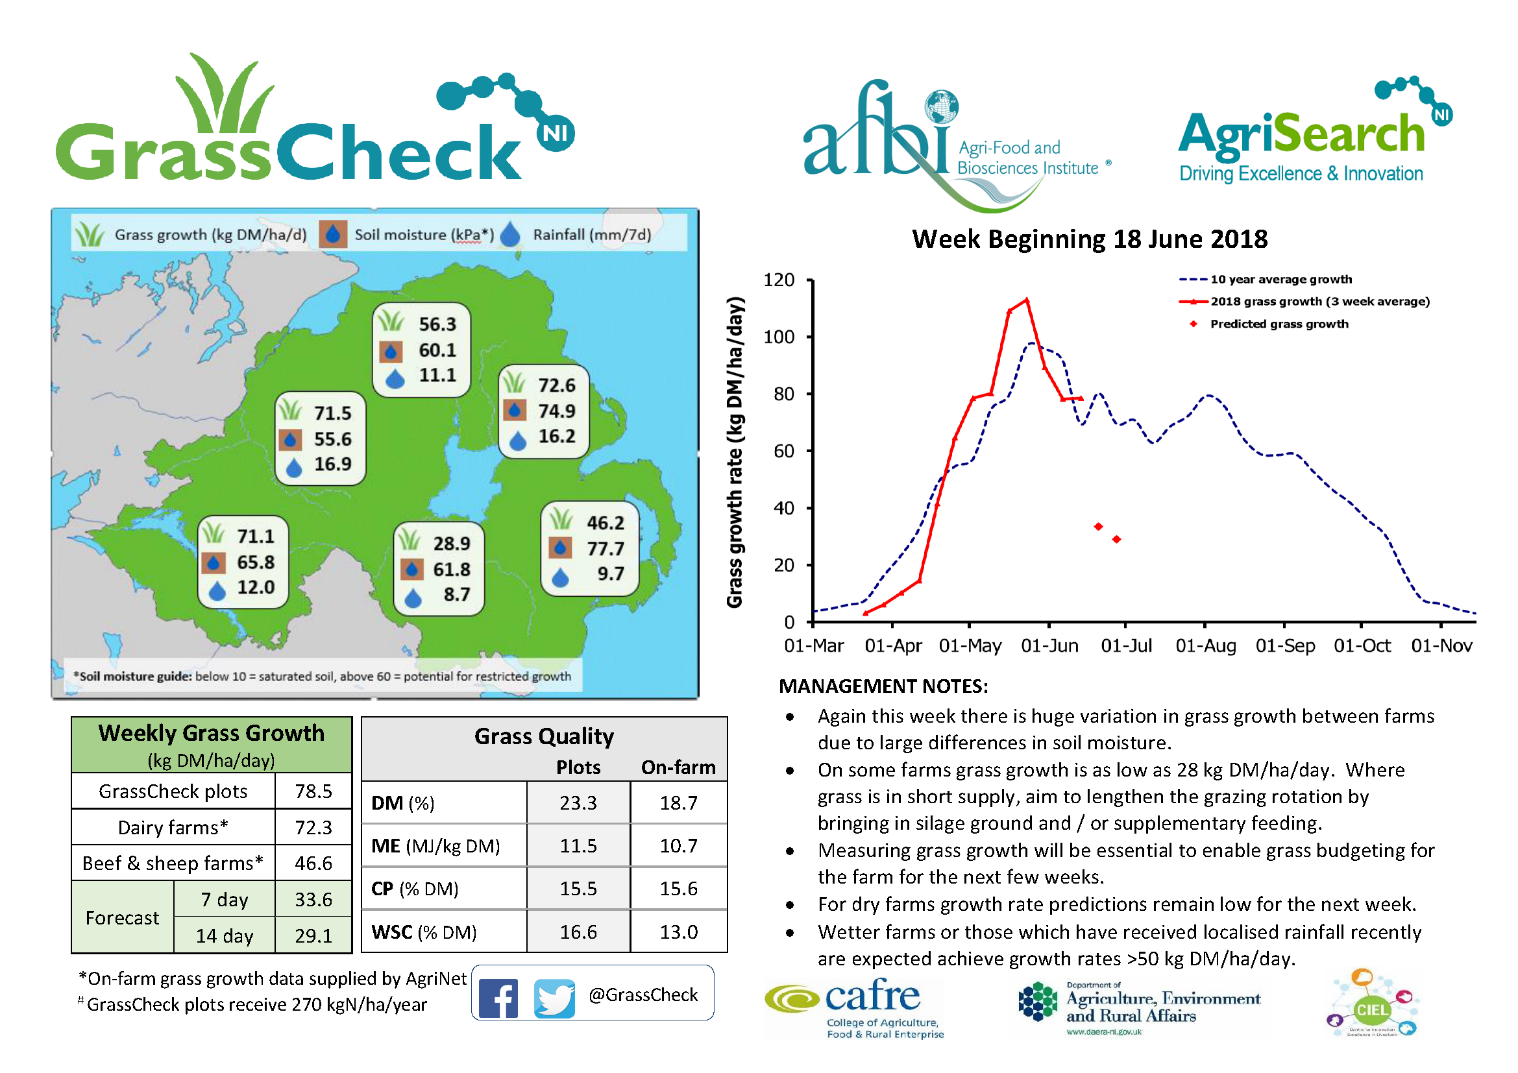 GrassCheck NI
afbi Agri-Food and
Biosciences Institute ®
AgriSearch NI
Driving Excellence & Innovation
Grass growth (kg DM/ha/d) Soil moisture (kPa*) Rainfall (mm/7d)
56.3
60.1
11.1
72.6
74.9
16.2
71.5
55.6
16.9
71.1
65.8
12.0
28.9
61.8
8.7
46.2
77.7
9.7
*Soil moisture guide: below 10 = saturated soil, above 60 = potential for restricted growth
Weekly Grass Growth
(kg DM/ha/day)
GrassCheck plots 78.5
Dairy farms* 72.3
Beef & sheep farms* 46.6
Forecast
7 day 33.6
14 day 29.1
Grass Quality
Plots On-farm
DM (%) 23.3 18.7
ME (MJ/kg DM) 11.5 10.7
CP (% DM) 15.5 15.6
WSC (% DM) 16.6 13.0
*On-farm grass growth data supplied by AgriNet
# GrassCheck plots receive 270 kgN/ha/year
@GrassCheck
Week Beginning 18 June 2018
Grass growth rate (kg DM/ha/day)
120
100
80
60
40
20
0
01-Mar 01-Apr 01-May 01-Jun 01-Jul 01-Aug 01-Sep 01-Oct 01-Nov
10 year average growth
2018 grass growth (3 week average)
Predicted grass growth
MANAGEMENT NOTES:
• Again this week there is huge variation in grass growth between farms
due to large differences in soil moisture.
• On some farms grass growth is as low as 28 kg DM/ha/day. Where
grass is in short supply, aim to lengthen the grazing rotation by
bringing in silage ground and / or supplementary feeding.
• Measuring grass growth will be essential to enable grass budgeting for
the farm for the next few weeks.
• For dry farms growth rate predictions remain low for the next week.
• Wetter farms or those which have received localised rainfall recently
are expected achieve growth rates >50 kg DM/ha/day.
cafre
College of Agriculture,
Food & Rural Enterprise
Department of
Agriculture, Environment
and Rural Affairs
www.daera-ni.gov.uk
CIEL